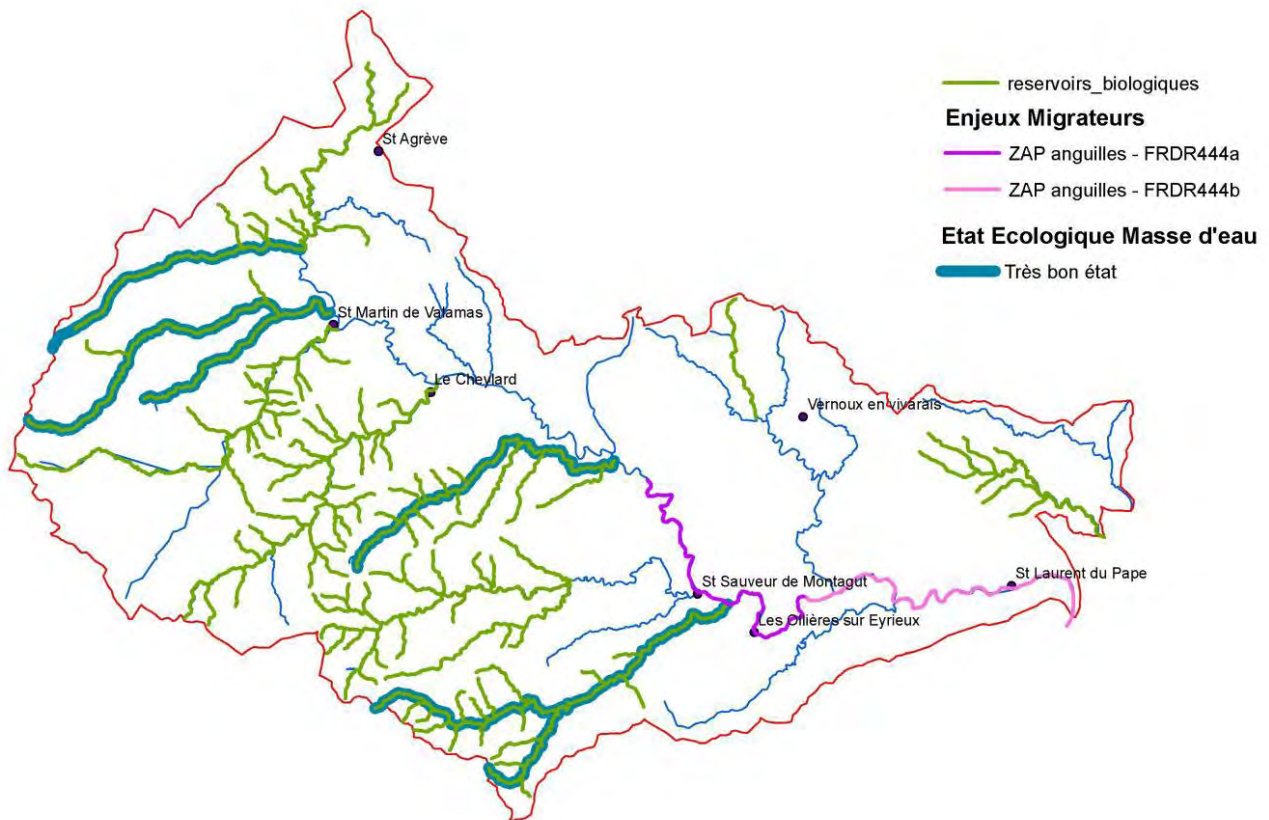 reservoirs_biologiques
Enjeux Migrateurs
ZAP anguilles - FRDR444a
ZAP anguilles - FRDR444b
Etat Ecologique Masse d'eau
Très bon état
St Agrève
St Martin de Valamas
Le Cheylard
Vernoux en vivarais
St Sauveur de Montagut
St Laurent du Pape
Les Ollières sur Eyrieux